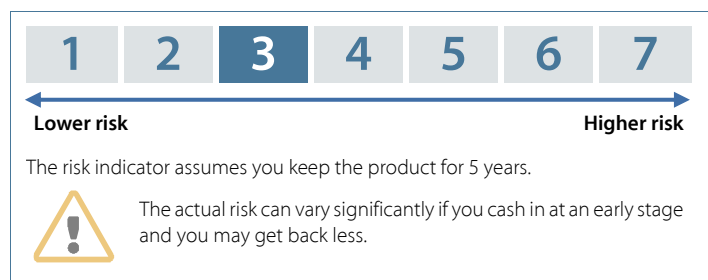 1 2 3 4 5 6 7
Lower risk Higher risk
The risk indicator assumes you keep the product for 5 years.
The actual risk can vary significantly if you cash in at an early stage
and you may get back less.